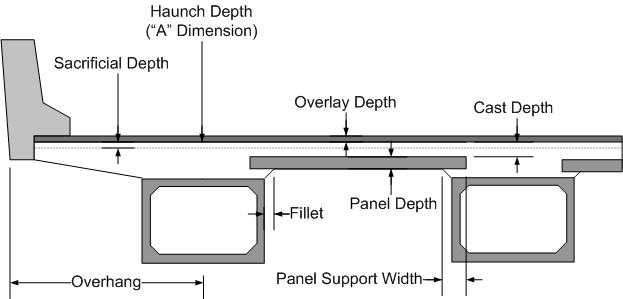 Haunch Depth
(“A” Dimension)
Sacrificial Depth
Overlay Depth
Cast Depth
Panel Depth
Fillet
Overhang
Panel Support Width